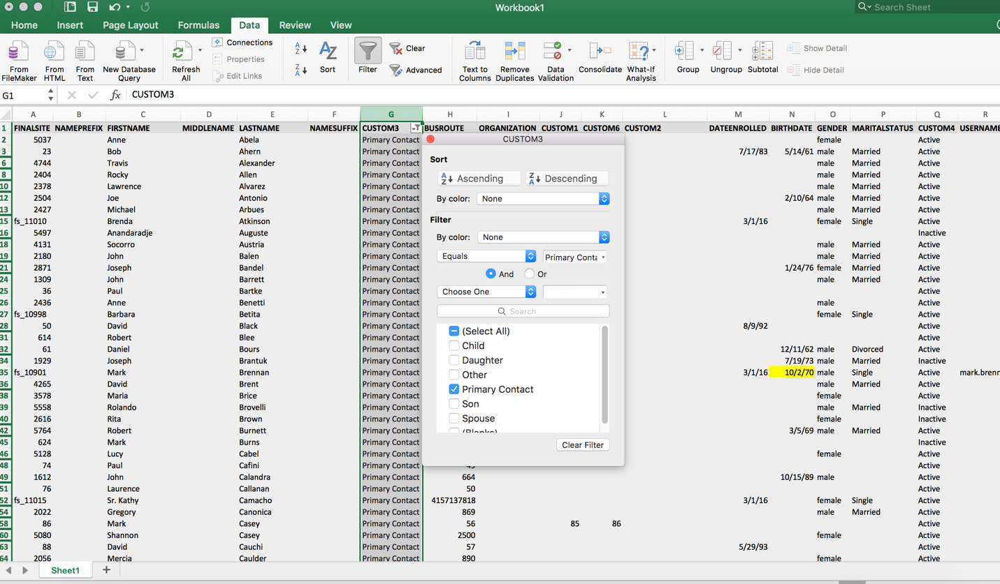 Workbook1
Search Sheet
Home Insert Page Layout Formulas Data Review View
From FileMaker
From HTML
From Text
New Database Query
Refresh All
Connections
Properties
Edit Links
Sort
Filter
Clear
Advanced
Text to Columns
Remove Duplicates
Data Validation
Consolidate
What-If Analysis
Group
Ungroup
Subtotal
Show Detail
Hide Detail
G1 fx CUSTOM3
A B C D E F G H I J K L M N O P Q R
1 FINALSITE NAMEPREFIX FIRSTNAME MIDDLENAME LASTNAME NAMESUFFIX CUSTOM3 BUSROUTE ORGANIZATION CUSTOM1 CUSTOM6 CUSTOM2 DATEENROLLED BIRTHDATE GENDER MARITALSTATUS CUSTOM4 USERNAME
2 5037 Anne Abela Primary Contact female Active
3 23 Bob Ahern Primary Contact 7/17/83 5/14/61 male Married Active
6 4744 Travis Alexander Primary Contact male Married Active
8 2404 Rocky Allen Primary Contact male Married Active
10 2378 Lawrence Alvarez Primary Contact male Married Active
12 2504 Joe Antonio Primary Contact 2/10/64 male Married Active
13 2427 Michael Arbues Primary Contact male Married Active
15 fs_11010 Brenda Atkinson Primary Contact 3/1/16 female Single Active
16 5497 Anandaradje Auguste Primary Contact Inactive
18 4131 Socorro Austria Primary Contact male Married Active
19 2180 John Balen Primary Contact male Married Active
21 2871 Joseph Bandel Primary Contact 1/24/76 female Married Active
24 1309 John Barrett Primary Contact male Married Active
25 36 Paul Bartke Primary Contact Active
26 2436 Anne Benetti Primary Contact male Active
27 fs_10998 Barbara Betita Primary Contact female Single Active
28 50 David Black Primary Contact 8/9/92 Active
31 614 Robert Blee Primary Contact Active
32 61 Daniel Bours Primary Contact 12/11/62 male Divorced Active
34 1929 Joseph Brantuk Primary Contact 7/19/73 male Married Inactive
35 fs_10901 Mark Brennan Primary Contact 3/1/16 10/2/70 male Single Active mark.brenn
36 4265 David Brent Primary Contact male Married Active
38 3578 Maria Brice Primary Contact female Active
39 5558 Rolando Brovelli Primary Contact male Married Inactive
40 2616 Rita Brown Primary Contact female Inactive
42 5764 Robert Burnett Primary Contact 3/5/69 male Married Active
45 624 Mark Burns Primary Contact Inactive
46 5128 Lucy Cabel Primary Contact female Active
48 74 Paul Cafini Primary Contact Active
49 1612 John Calandra Primary Contact 664 10/15/89 male Active
51 76 Laurence Callanan Primary Contact 50 Active
52 fs_11015 Sr. Kathy Camacho Primary Contact 4157137818 3/1/16 female Single Active
54 2022 Gregory Canonica Primary Contact 869 male Married Active
58 86 Mark Casey Primary Contact 56 85 86 Active
60 5080 Shannon Casey Primary Contact 2500 female Active
63 88 David Cauchi Primary Contact 57 5/29/93 Active
64 2056 Mercia Caulder Primary Contact 890 female Active
CUSTOM3
Sort
Ascending Descending
By color: None
Filter
By color: None
Equals Primary Conta
And Or
Choose One
Search
(Select All)
Child
Daughter
Other
Primary Contact
Son
Spouse
(Blanks)
Clear Filter
Sheet1 +